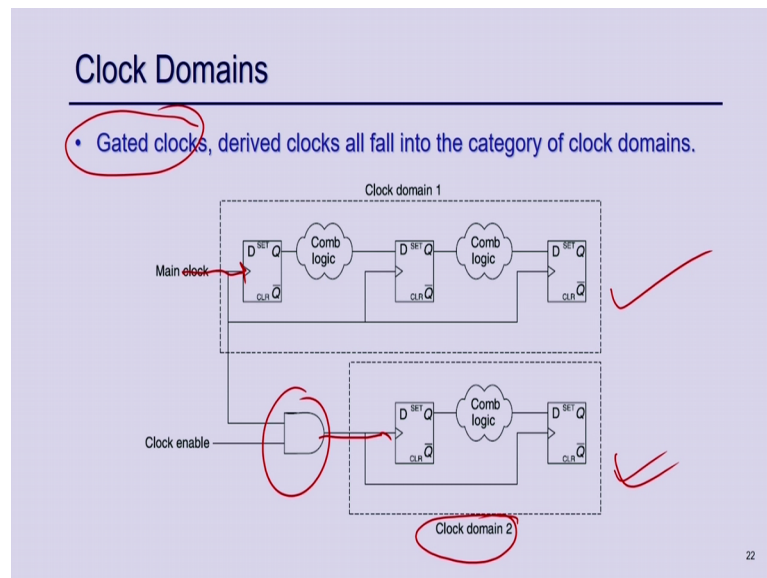 Clock Domains
• Gated clocks, derived clocks all fall into the category of clock domains.
Clock domain 1
D SET Q
CLR Q
Comb
logic
D SET Q
CLR Q
Comb
logic
D SET Q
CLR Q
Main clock
Clock enable
D SET Q
CLR Q
Comb
logic
D SET Q
CLR Q
Clock domain 2
22